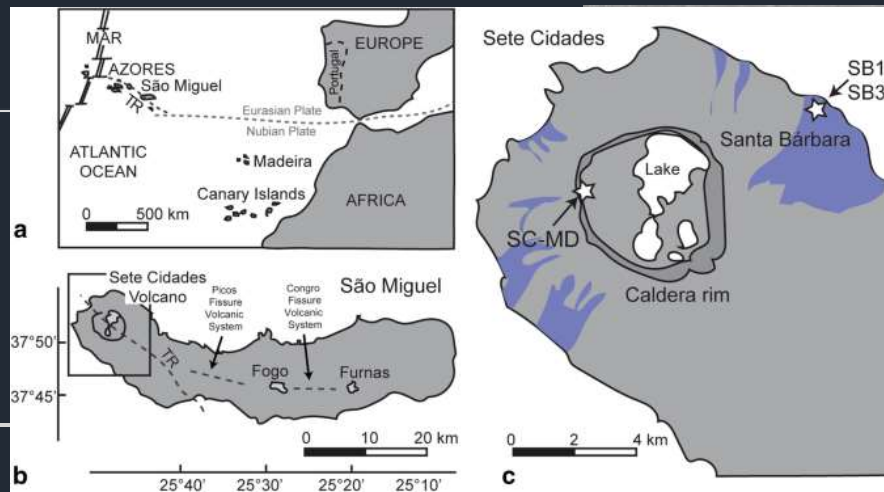 MAR
AZORES
São Miguel
TR
EUROPE
Portugal
Eurasian Plate
Nubian Plate
ATLANTIC
OCEAN
Madeira
Canary Islands
AFRICA
0 500 km
a
Sete Cidades
Volcano
Picos
Fissure
Volcanic
System
Congro
Fissure
Volcanic
System
São Miguel
37°50'
TR
Fogo
Furnas
37°45'
0 10 20 km
b
25°40' 25°30' 25°20' 25°10'
Sete Cidades
SB1
SB3
Santa Bárbara
Lake
SC-MD
Caldera rim
0 2 4 km
c